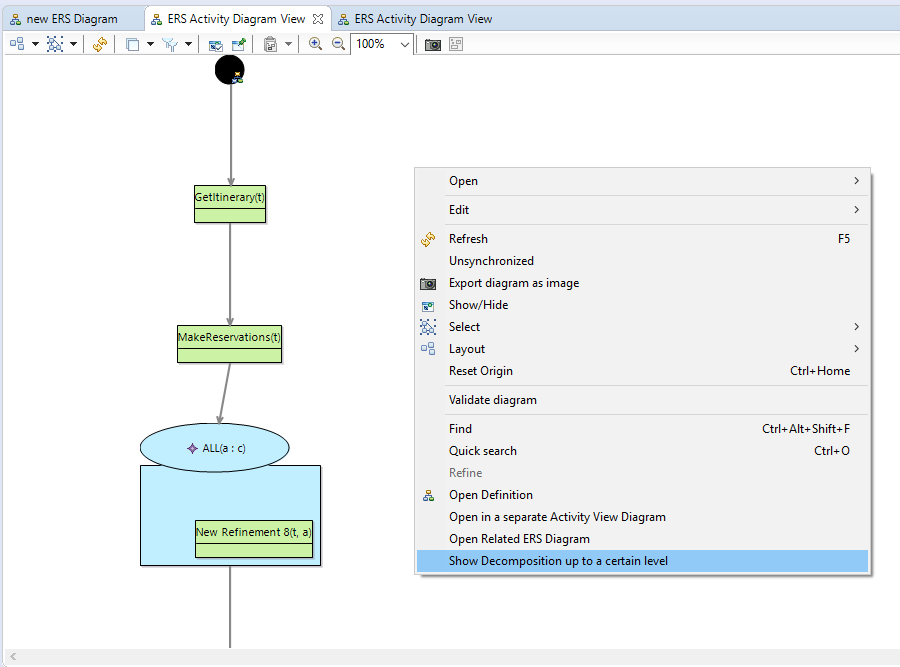 new ERS Diagram
ERS Activity Diagram View
ERS Activity Diagram View
100%
GetItinerary(t)
MakeReservations(t)
ALL(a : c)
New Refinement 8(t, a)
Open
Edit
Refresh F5
Unsynchronized
Export diagram as image
Show/Hide
Select
Layout
Reset Origin Ctrl+Home
Validate diagram
Find Ctrl+Alt+Shift+F
Quick search Ctrl+O
Refine
Open Definition
Open in a separate Activity View Diagram
Open Related ERS Diagram
Show Decomposition up to a certain level